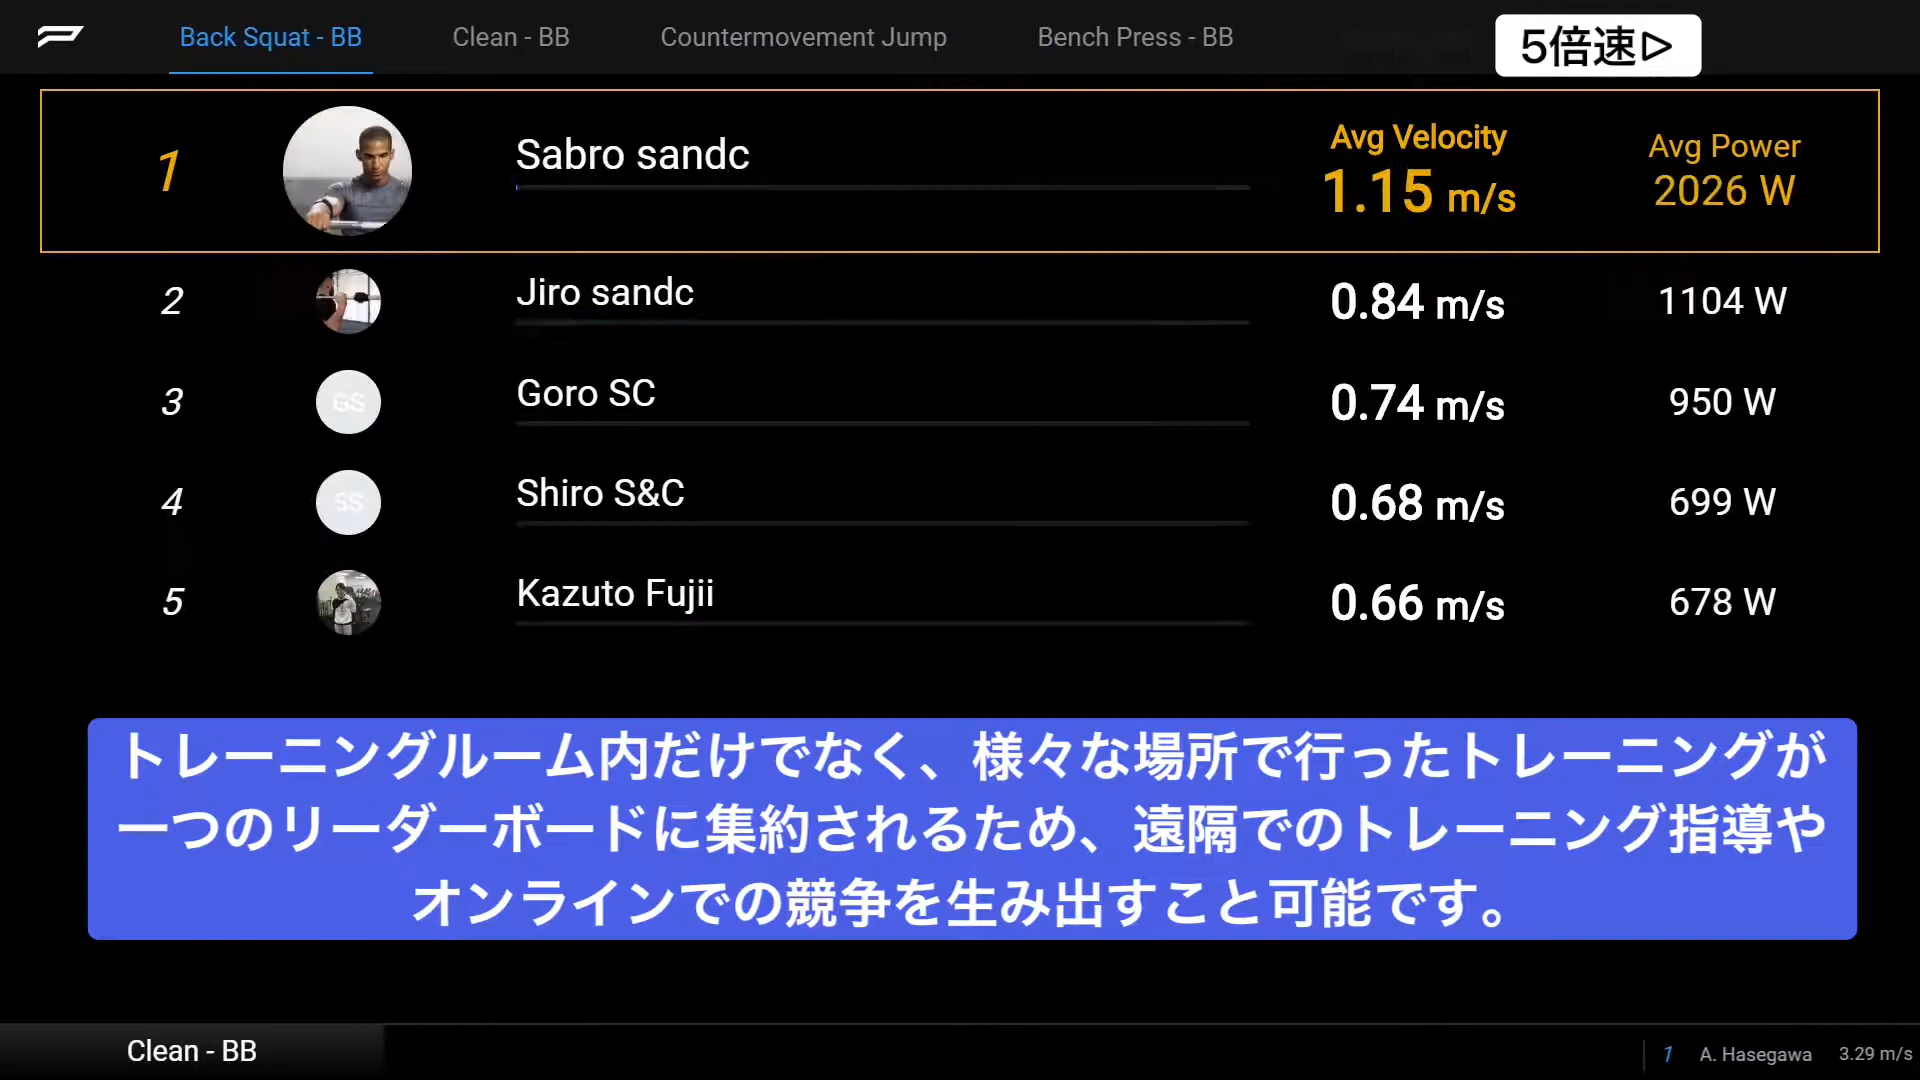 Back Squat - BB
Clean - BB
Countermovement Jump
Bench Press - BB
5倍速▷
1
Sabro sandc
Avg Velocity
1.15 m/s
Avg Power
2026 W
2
Jiro sandc
0.84 m/s
1104 W
3
GS
Goro SC
0.74 m/s
950 W
4
SS
Shiro S&C
0.68 m/s
699 W
5
Kazuto Fujii
0.66 m/s
678 W
トレーニングルーム内だけでなく、様々な場所で行ったトレーニングが
一つのリーダーボードに集約されるため、遠隔でのトレーニング指導や
オンラインでの競争を生み出すこと可能です。
Clean - BB
1
A. Hasegawa
3.29 m/s